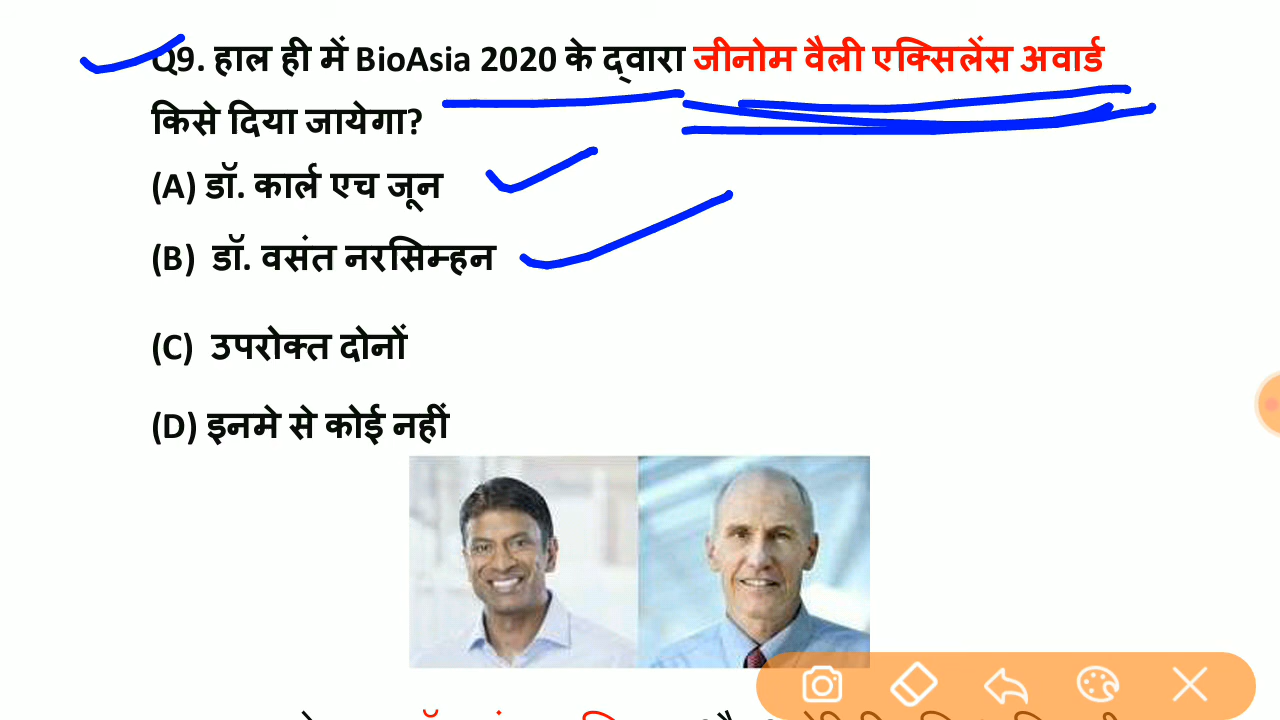 Q9. हाल ही में BioAsia 2020 के द्वारा जीनोम वैली एक्सिलेंस अवार्ड
किसे दिया जायेगा?
(A) डॉ. कार्ल एच जून
(B) डॉ. वसंत नरसिम्हन
(C) उपरोक्त दोनों
(D) इनमे से कोई नहीं